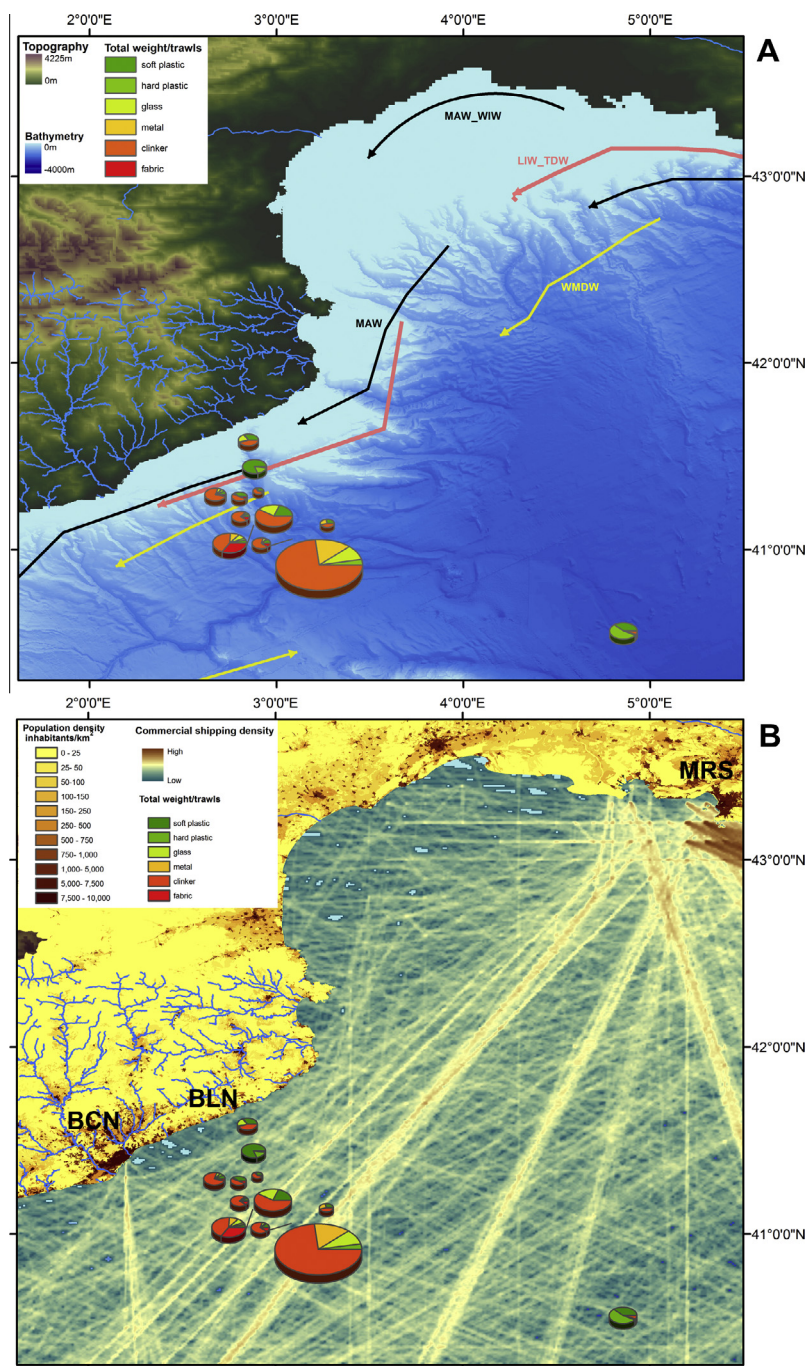 2°0'0"E 3°0'0"E 4°0'0"E 5°0'0"E
A
Topography
4225m
0m
Bathymetry
0m
-4000m
Total weight/trawls
soft plastic
hard plastic
glass
metal
clinker
fabric
MAW_WIW
LIW_TDW
WMDW
MAW
43°0'0"N
42°0'0"N
41°0'0"N
2°0'0"E 3°0'0"E 4°0'0"E 5°0'0"E
B
Population density
inhabitants/km²
0 - 25
25- 50
50-100
100-150
150- 250
250- 500
500 - 750
750- 1,000
1,000- 5,000
5,000- 7,500
7,500- 10,000
Commercial shipping density
High
Low
Total weight/trawls
soft plastic
hard plastic
glass
metal
clinker
fabric
MRS
BLN
BCN
43°0'0"N
42°0'0"N
41°0'0"N